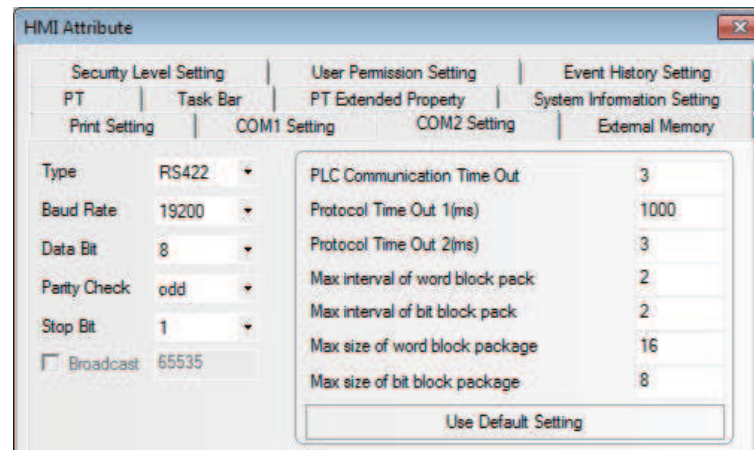 HMI Attribute
Security Level Setting User Permission Setting Event History Setting
PT Task Bar PT Extended Property System Information Setting
Print Setting COM1 Setting COM2 Setting External Memory
Type RS422
Baud Rate 19200
Data Bit 8
Parity Check odd
Stop Bit 1
Broadcast 65535
PLC Communication Time Out 3
Protocol Time Out 1(ms) 1000
Protocol Time Out 2(ms) 3
Max interval of word block pack 2
Max interval of bit block pack 2
Max size of word block package 16
Max size of bit block package 8
Use Default Setting